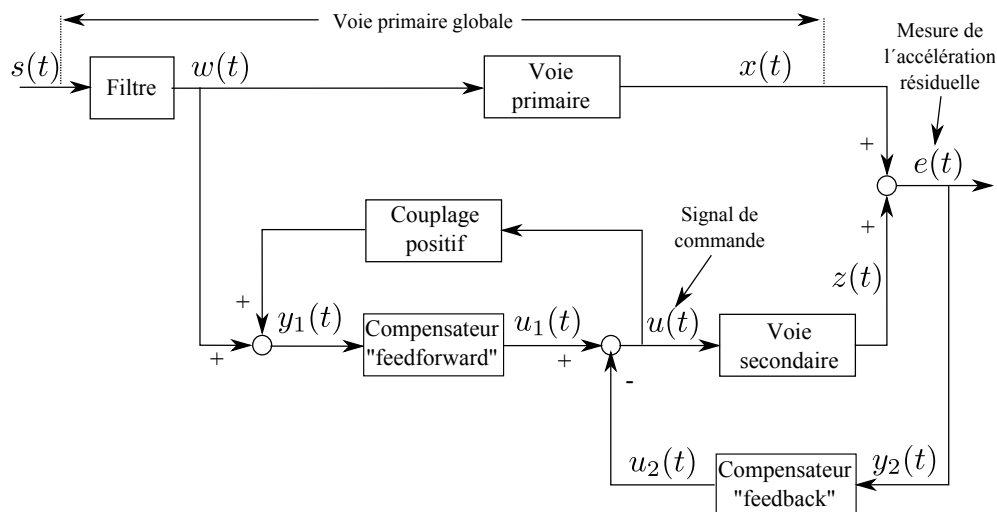 Voie primaire globale
Mesure de
l´accélération
résiduelle
s(t)
Filtre
w(t)
Voie
primaire
x(t)
+
e(t)
+
Couplage
positif
Signal de
commande
z(t)
+
y₁(t)
+
Compensateur
"feedforward"
u₁(t)
+
u(t)
-
Voie
secondaire
u₂(t)
Compensateur
"feedback"
y₂(t)